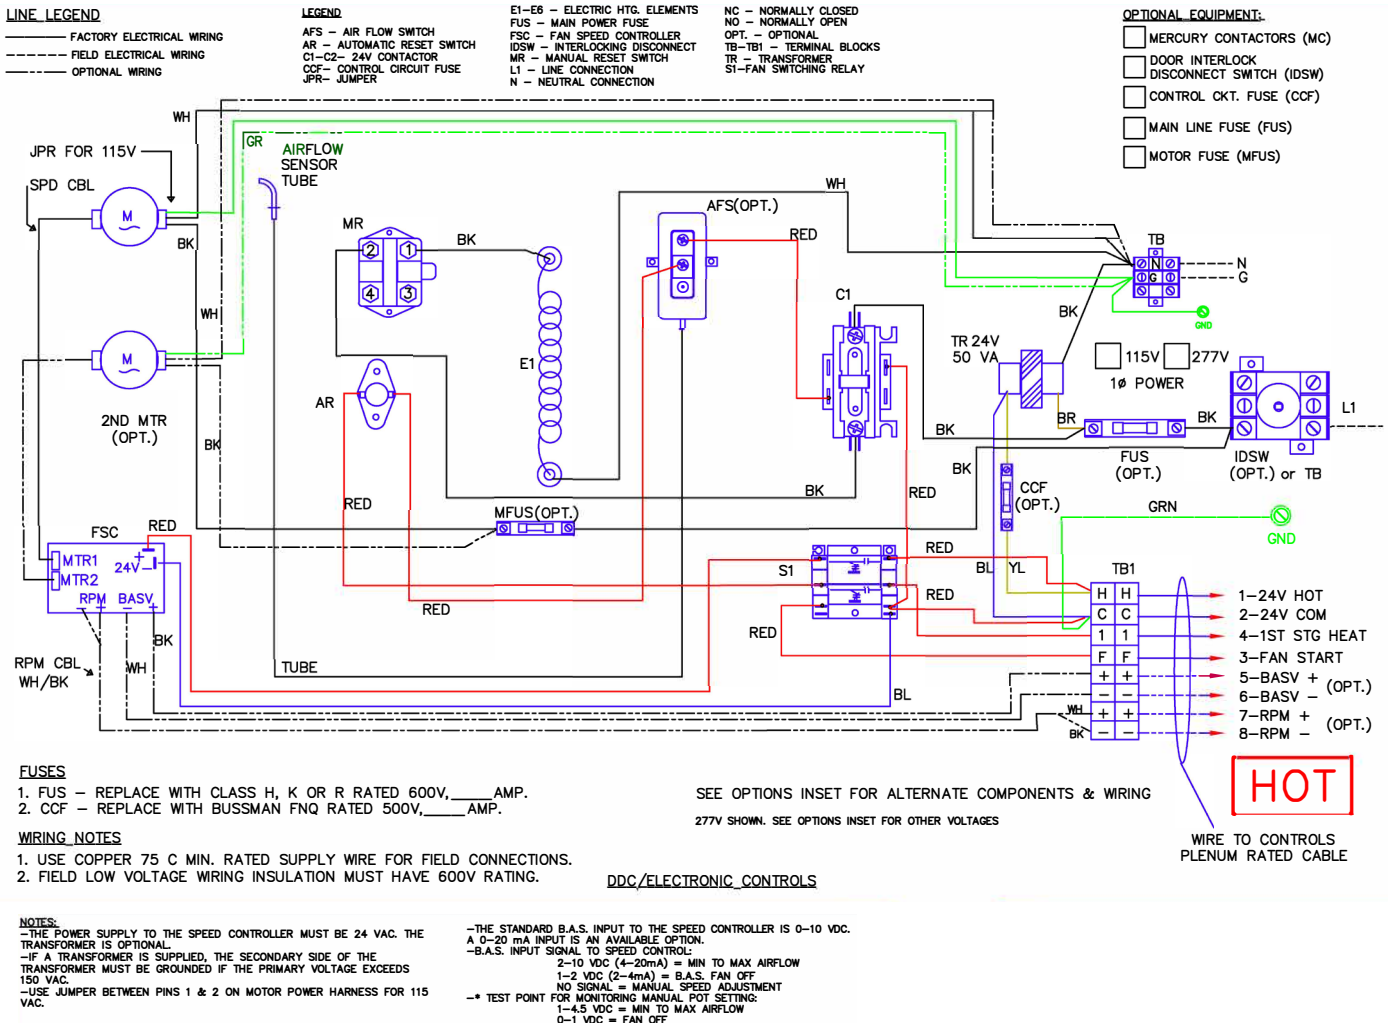 LINE LEGEND
FACTORY ELECTRICAL WIRING
FIELD ELECTRICAL WIRING
OPTIONAL WIRING
LEGEND
AFS – AIR FLOW SWITCH
AR – AUTOMATIC RESET SWITCH
C1–C2– 24V CONTACTOR
CCF– CONTROL CIRCUIT FUSE
JPR– JUMPER
E1–E6 – ELECTRIC HTG. ELEMENTS
FUS – MAIN POWER FUSE
FSC – FAN SPEED CONTROLLER
IDSW – INTERLOCKING DISCONNECT
MR – MANUAL RESET SWITCH
L1 – LINE CONNECTION
N – NEUTRAL CONNECTION
NC – NORMALLY CLOSED
NO – NORMALLY OPEN
OPT. – OPTIONAL
TB–TB1 – TERMINAL BLOCKS
TR – TRANSFORMER
S1–FAN SWITCHING RELAY
OPTIONAL EQUIPMENT:
MERCURY CONTACTORS (MC)
DOOR INTERLOCK
DISCONNECT SWITCH (IDSW)
CONTROL CKT. FUSE (CCF)
MAIN LINE FUSE (FUS)
MOTOR FUSE (MFUS)
WH
GR
JPR FOR 115V
SPD CBL
M
BK
AIRFLOW
SENSOR
TUBE
MR
2
1
4
3
BK
WH
AFS(OPT.)
RED
TB
N
G
N
G
GND
BK
C1
TR 24V
50 VA
115V
277V
1ø POWER
WH
M
2ND MTR
(OPT.)
BK
E1
AR
BK
BR
BK
L1
FUS
(OPT.)
IDSW
(OPT.) or TB
BK
BK
RED
RED
CCF
(OPT.)
MFUS(OPT.)
GRN
GND
FSC
RED
MTR1
MTR2
+
24V –
RPM
BASV
–
+
–
+
S1
RED
RED
RED
RED
BL
YL
TB1
H H
C C
1 1
F F
+ +
– –
+ +
– –
WH
BK
1–24V HOT
2–24V COM
4–1ST STG HEAT
3–FAN START
5–BASV +
6–BASV –
(OPT.)
7–RPM +
8–RPM –
(OPT.)
RPM CBL
WH/BK
WH
BK
TUBE
BL
HOT
WIRE TO CONTROLS
PLENUM RATED CABLE
FUSES
1. FUS – REPLACE WITH CLASS H, K OR R RATED 600V,____AMP.
2. CCF – REPLACE WITH BUSSMAN FNQ RATED 500V,____AMP.
SEE OPTIONS INSET FOR ALTERNATE COMPONENTS & WIRING
277V SHOWN. SEE OPTIONS INSET FOR OTHER VOLTAGES
WIRING NOTES
1. USE COPPER 75 C MIN. RATED SUPPLY WIRE FOR FIELD CONNECTIONS.
2. FIELD LOW VOLTAGE WIRING INSULATION MUST HAVE 600V RATING.
DDC/ELECTRONIC CONTROLS
NOTES:
–THE POWER SUPPLY TO THE SPEED CONTROLLER MUST BE 24 VAC. THE
TRANSFORMER IS OPTIONAL.
–IF A TRANSFORMER IS SUPPLIED, THE SECONDARY SIDE OF THE
TRANSFORMER MUST BE GROUNDED IF THE PRIMARY VOLTAGE EXCEEDS
150 VAC.
–USE JUMPER BETWEEN PINS 1 & 2 ON MOTOR POWER HARNESS FOR 115
VAC.
–THE STANDARD B.A.S. INPUT TO THE SPEED CONTROLLER IS 0–10 VDC.
A 0–20 mA INPUT IS AN AVAILABLE OPTION.
–B.A.S. INPUT SIGNAL TO SPEED CONTROL:
2–10 VDC (4–20mA) = MIN TO MAX AIRFLOW
1–2 VDC (2–4mA) = B.A.S. FAN OFF
NO SIGNAL = MANUAL SPEED ADJUSTMENT
–* TEST POINT FOR MONITORING MANUAL POT SETTING:
1–4.5 VDC = MIN TO MAX AIRFLOW
0–1 VDC = FAN OFF